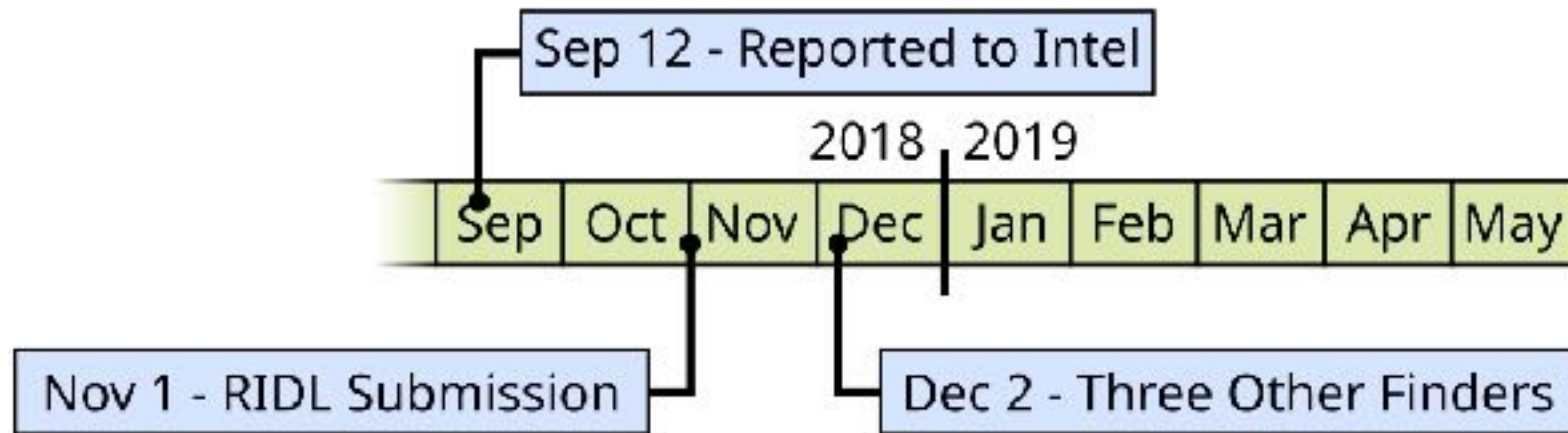 Sep 12 - Reported to Intel
2018 2019
Sep Oct Nov Dec Jan Feb Mar Apr May
Nov 1 - RIDL Submission
Dec 2 - Three Other Finders